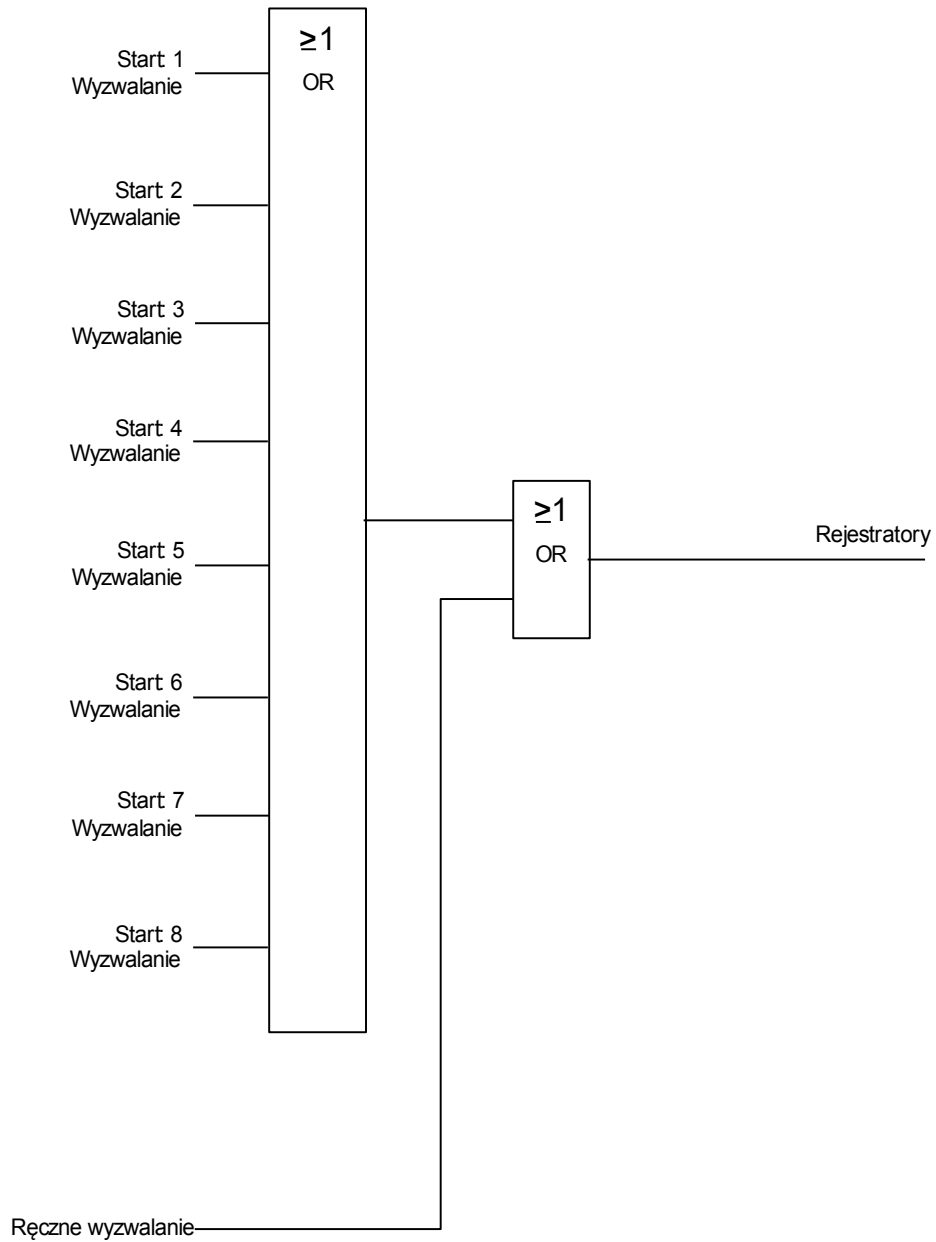 ≥1
OR
Start: 1
Wyzwalanie
Start: 2
Wyzwalanie
Start: 3
Wyzwalanie
Start: 4
Wyzwalanie
≥1
OR
Rejestratory
Start: 5
Wyzwalanie
Start: 6
Wyzwalanie
Start: 7
Wyzwalanie
Start: 8
Wyzwalanie
Ręczne wyzwalanie